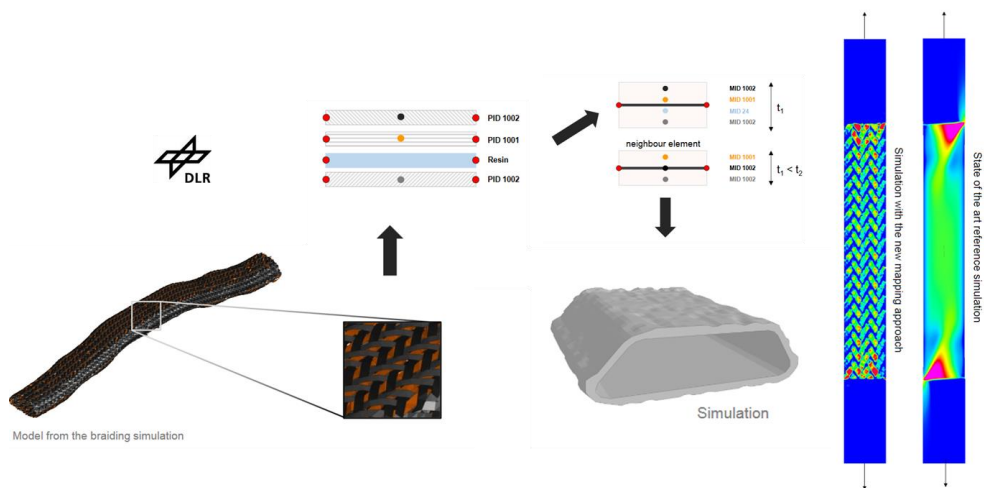 DLR
PID 1002
PID 1001
Resin
PID 1002
MID 1002
MID 1001
MID 24
MID 1002
t1
neighbour element
MID 1001
MID 1002
MID 1002
t1 < t2
Model from the braiding simulation
Simulation
Simulation with the new mapping approach
State of the art reference simulation